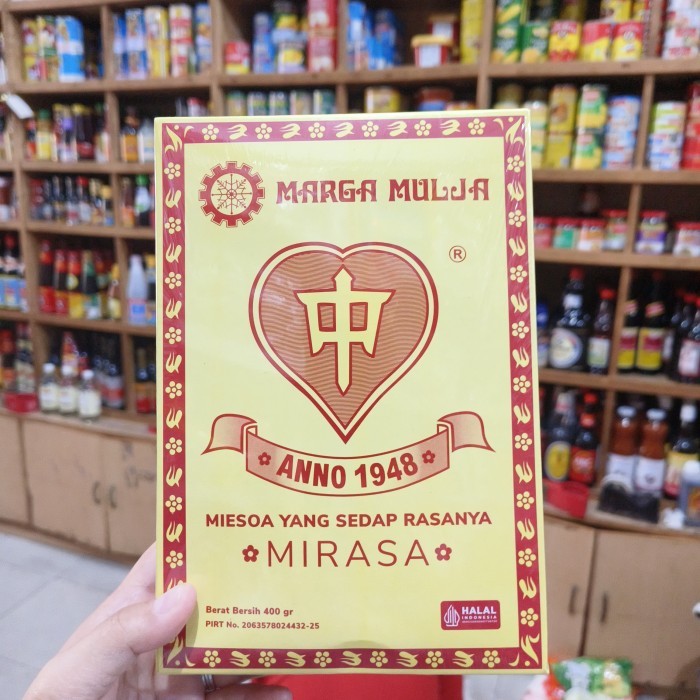 MARGA MULJA
®
中
ANNO 1948
MIESOA YANG SEDAP RASANYA
MIRASA
Berat Bersih 400 gr
PIRT No. 2063578024432-25
HALAL
INDONESIA